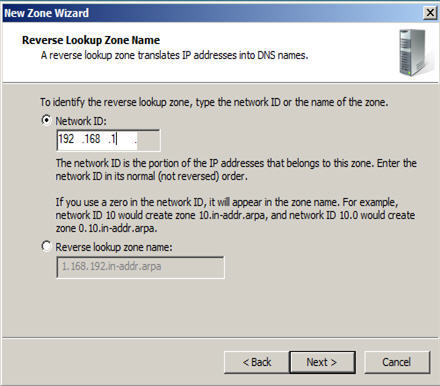 New Zone Wizard
Reverse Lookup Zone Name
A reverse lookup zone translates IP addresses into DNS names.
To identify the reverse lookup zone, type the network ID or the name of the zone.
Network ID:
192 .168 .1 .
The network ID is the portion of the IP addresses that belongs to this zone. Enter the
network ID in its normal (not reversed) order.
If you use a zero in the network ID, it will appear in the zone name. For example,
network ID 10 would create zone 10.in-addr.arpa, and network ID 10.0 would create
zone 0.10.in-addr.arpa.
Reverse lookup zone name:
1.168.192.in-addr.arpa
< Back Next > Cancel